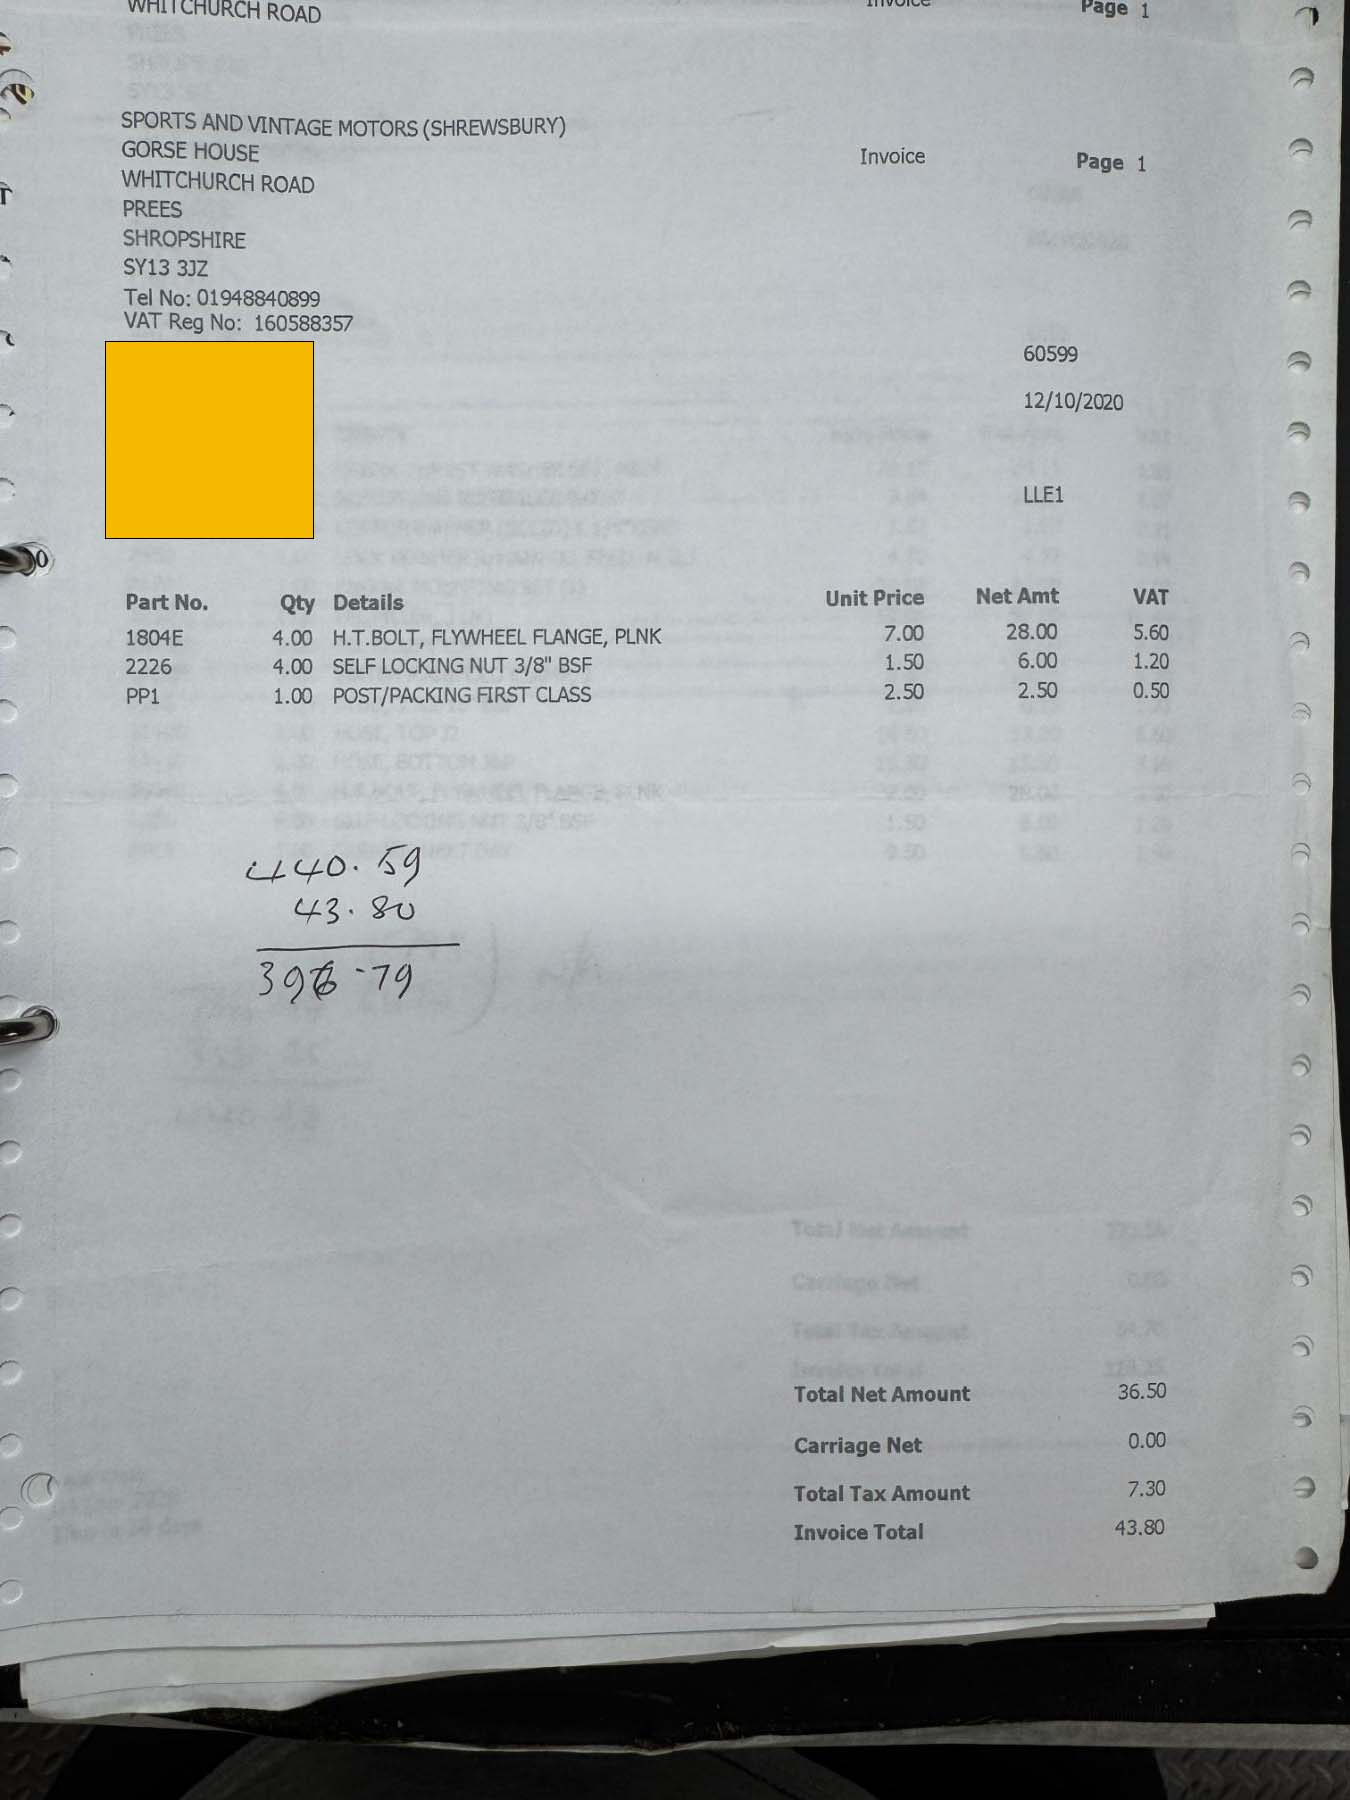 WHITCHURCH ROAD Invoice Page 1
SPORTS AND VINTAGE MOTORS (SHREWSBURY)
GORSE HOUSE Invoice Page 1
WHITCHURCH ROAD
PREES
SHROPSHIRE
SY13 3JZ
Tel No: 01948840899
VAT Reg No: 160588357
60599
12/10/2020
LLE1
Part No. Qty Details Unit Price Net Amt VAT
1804E 4.00 H.T.BOLT, FLYWHEEL FLANGE, PLNK 7.00 28.00 5.60
2226 4.00 SELF LOCKING NUT 3/8" BSF 1.50 6.00 1.20
PP1 1.00 POST/PACKING FIRST CLASS 2.50 2.50 0.50
440.59
43.80
396.79
Total Net Amount 36.50
Carriage Net 0.00
Total Tax Amount 7.30
Invoice Total 43.80